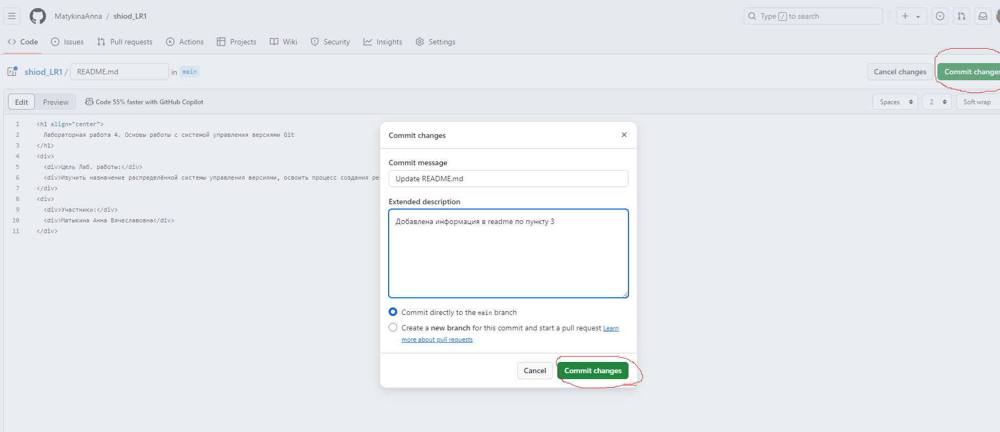 MatykinaAnna / shiod_LR1
Type / to search
Code
Issues
Pull requests
Actions
Projects
Wiki
Security
Insights
Settings
shiod_LR1 / README.md in main
Cancel changes
Commit changes
Edit
Preview
Code 55% faster with GitHub Copilot
Spaces
2
Soft wrap
1 <h1 align="center">
2 Лабораторная работа 4. Основы работы с системой управления версиями Git
3 </h1>
4 <div>
5 <div>Цель Лаб. работы:</div>
6 <div>Изучить назначение распределённой системы управления версиями, освоить процесс создания ре
7 </div>
8 <div>
9 <div>Участники:</div>
10 <div>Матыкина Анна Вячеславовна</div>
11 </div>
Commit changes
Commit message
Update README.md
Extended description
Добавлена информация в readme по пункту 3
Commit directly to the main branch
Create a new branch for this commit and start a pull request Learn
more about pull requests
Cancel
Commit changes